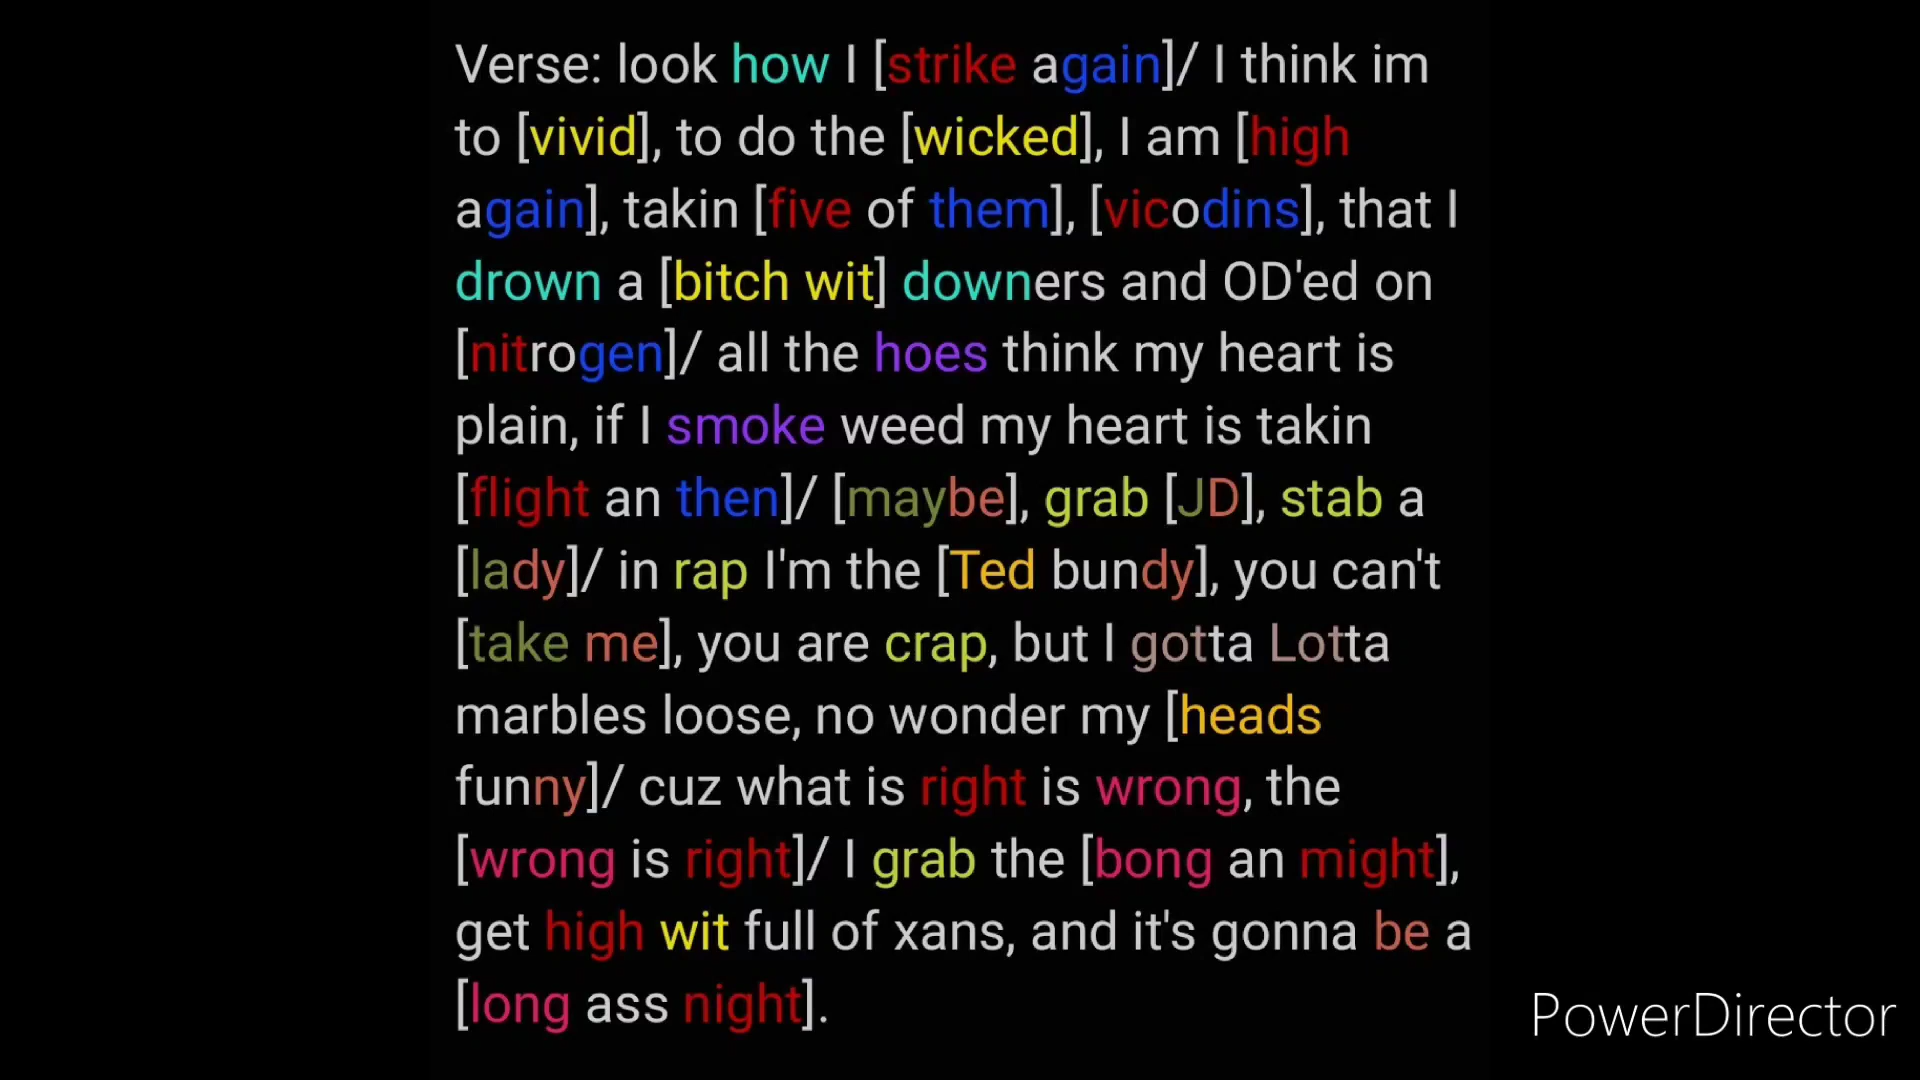 Verse: look how I [strike again]/ I think im
to [vivid], to do the [wicked], I am [high
again], takin [five of them], [vicodins], that I
drown a [bitch wit] downers and OD'ed on
[nitrogen]/ all the hoes think my heart is
plain, if I smoke weed my heart is takin
[flight an then]/ [maybe], grab [JD], stab a
[lady]/ in rap I'm the [Ted bundy], you can't
[take me], you are crap, but I gotta Lotta
marbles loose, no wonder my [heads
funny]/ cuz what is right is wrong, the
[wrong is right]/ I grab the [bong an might],
get high wit full of xans, and it's gonna be a
[long ass night].
PowerDirector